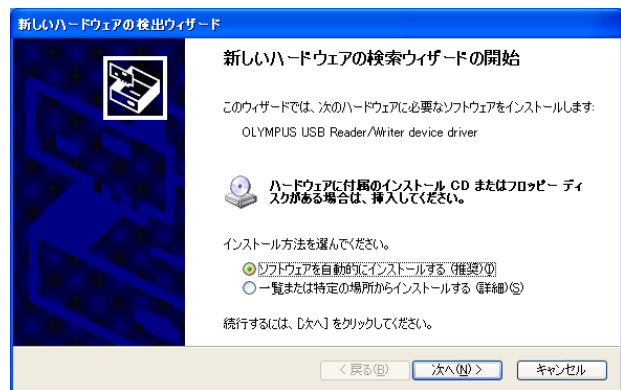 新しいハードウェアの検出ウィザード
新しいハードウェアの検索ウィザードの開始
このウィザードでは、次のハードウェアに必要なソフトウェアをインストールします:
OLYMPUS USB Reader/Writer device driver
ハードウェアに付属のインストール CD またはフロッピー ディ
スクがある場合は、挿入してください。
インストール方法を選んでください。
ソフトウェアを自動的にインストールする (推奨)(I)
一覧または特定の場所からインストールする (詳細)(S)
続行するには、[次へ] をクリックしてください。
< 戻る(B) 次へ(N) > キャンセル